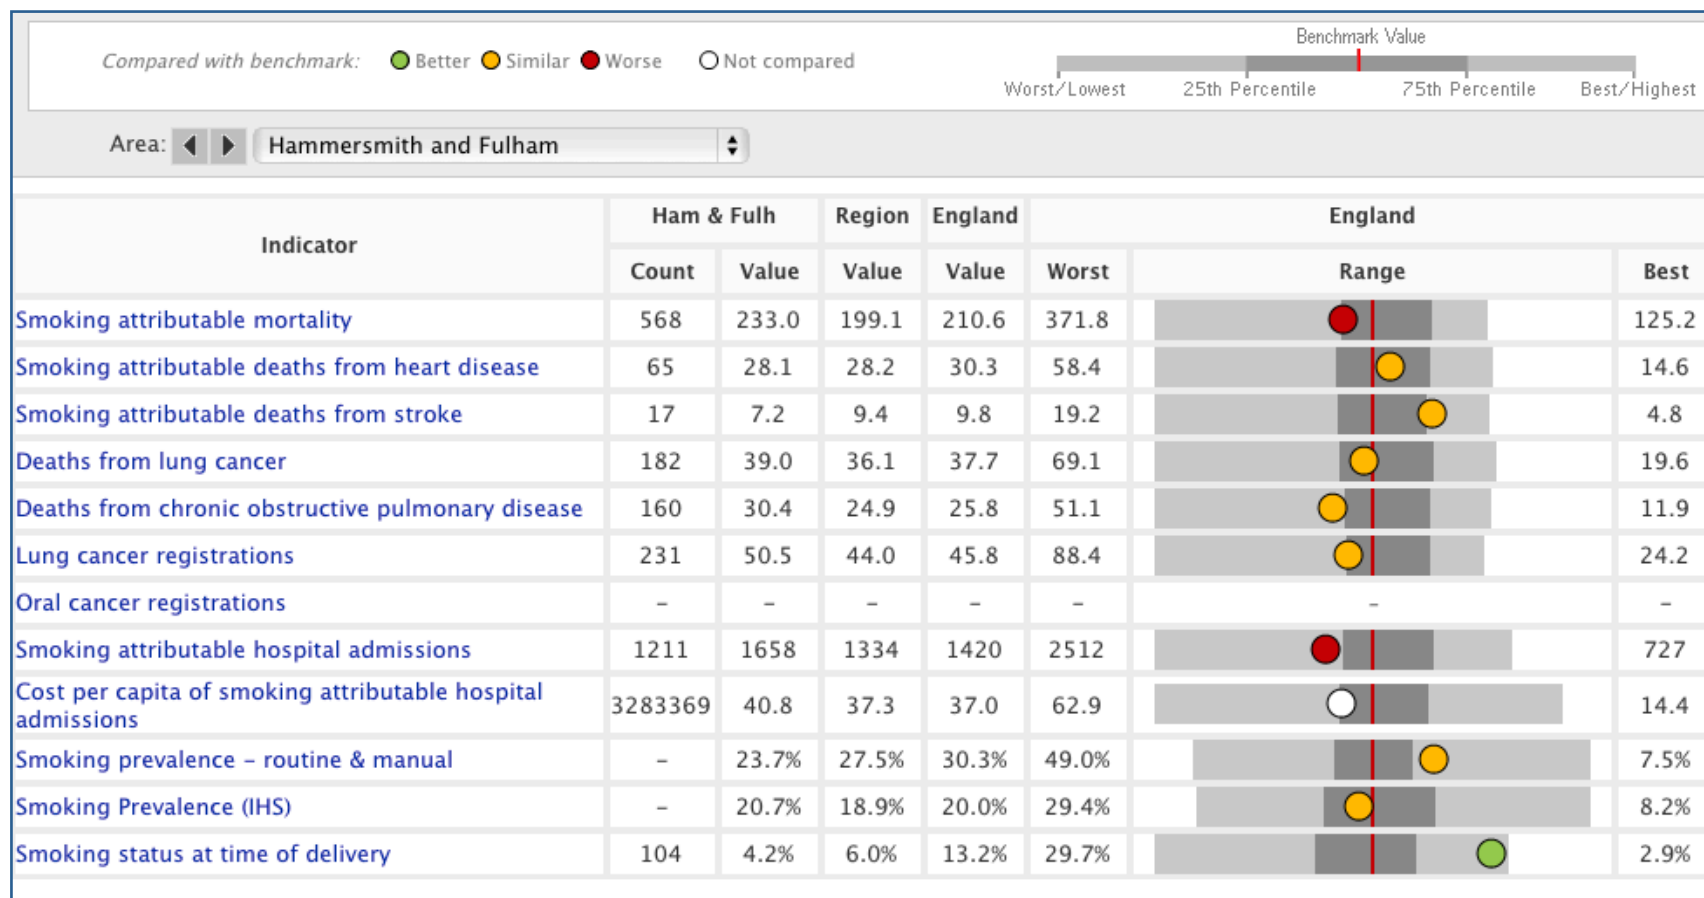 Compared with benchmark: Better Similar Worse Not compared
Benchmark Value
Worst/Lowest 25th Percentile 75th Percentile Best/Highest
Area: Hammersmith and Fulham
Indicator Ham & Fulh Region England England
Count Value Value Value Worst Range Best
Smoking attributable mortality 568 233.0 199.1 210.6 371.8 125.2
Smoking attributable deaths from heart disease 65 28.1 28.2 30.3 58.4 14.6
Smoking attributable deaths from stroke 17 7.2 9.4 9.8 19.2 4.8
Deaths from lung cancer 182 39.0 36.1 37.7 69.1 19.6
Deaths from chronic obstructive pulmonary disease 160 30.4 24.9 25.8 51.1 11.9
Lung cancer registrations 231 50.5 44.0 45.8 88.4 24.2
Oral cancer registrations – – – – – – –
Smoking attributable hospital admissions 1211 1658 1334 1420 2512 727
Cost per capita of smoking attributable hospital
admissions 3283369 40.8 37.3 37.0 62.9 14.4
Smoking prevalence – routine & manual – 23.7% 27.5% 30.3% 49.0% 7.5%
Smoking Prevalence (IHS) – 20.7% 18.9% 20.0% 29.4% 8.2%
Smoking status at time of delivery 104 4.2% 6.0% 13.2% 29.7% 2.9%